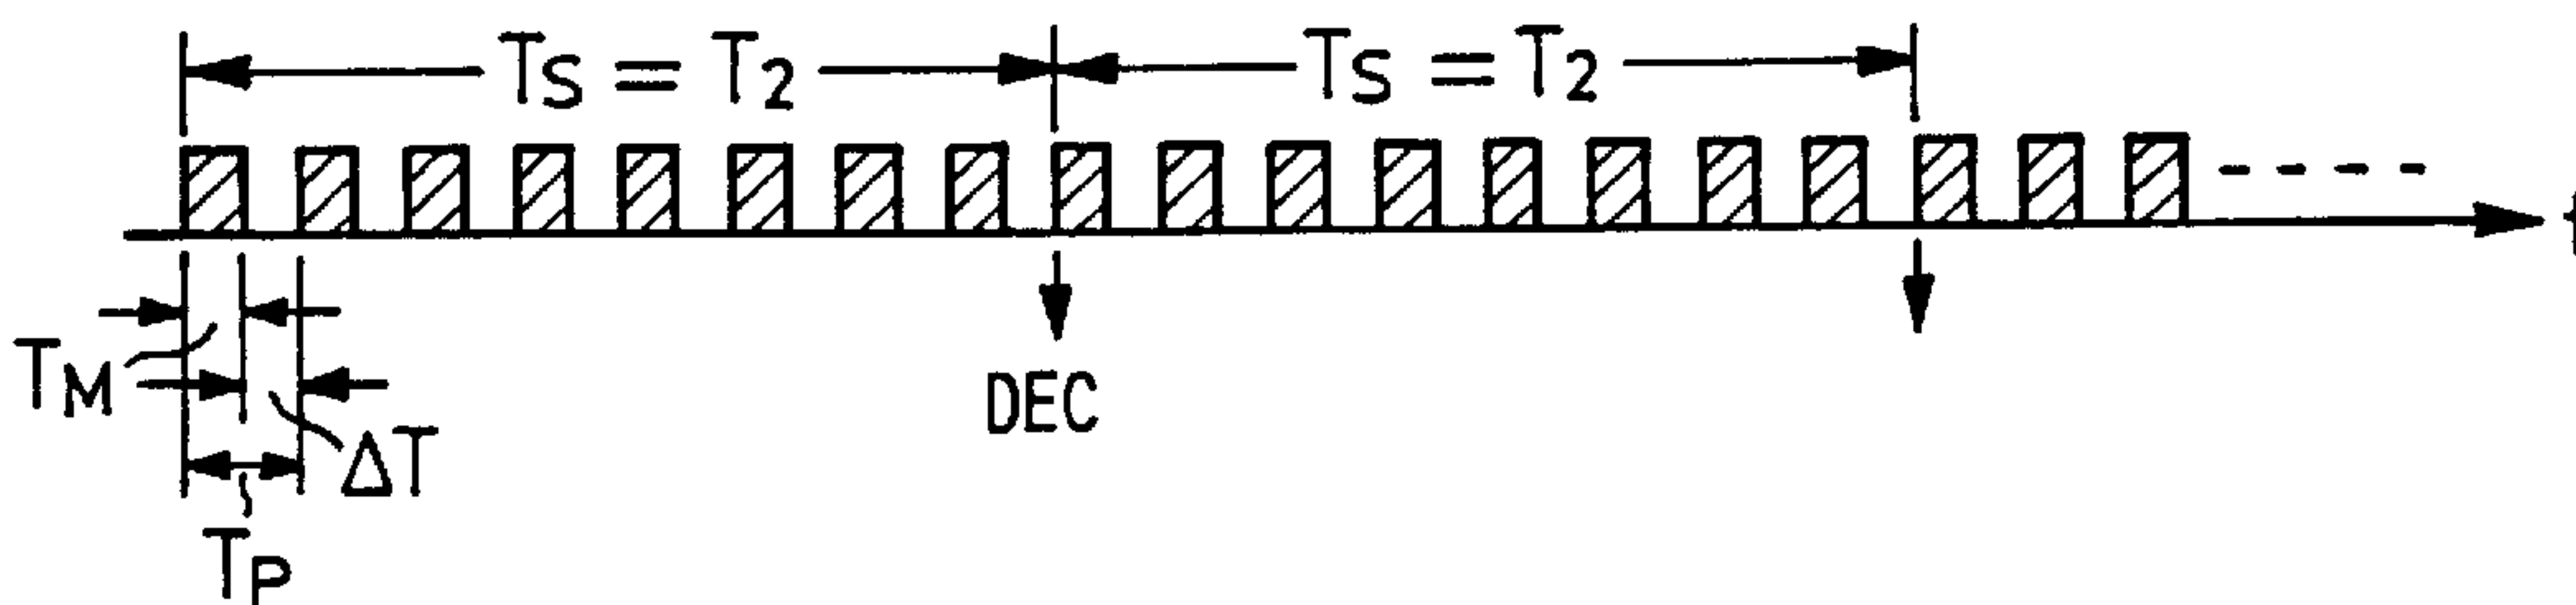 TS = T2
TS = T2
TM
DEC
ΔT
TP